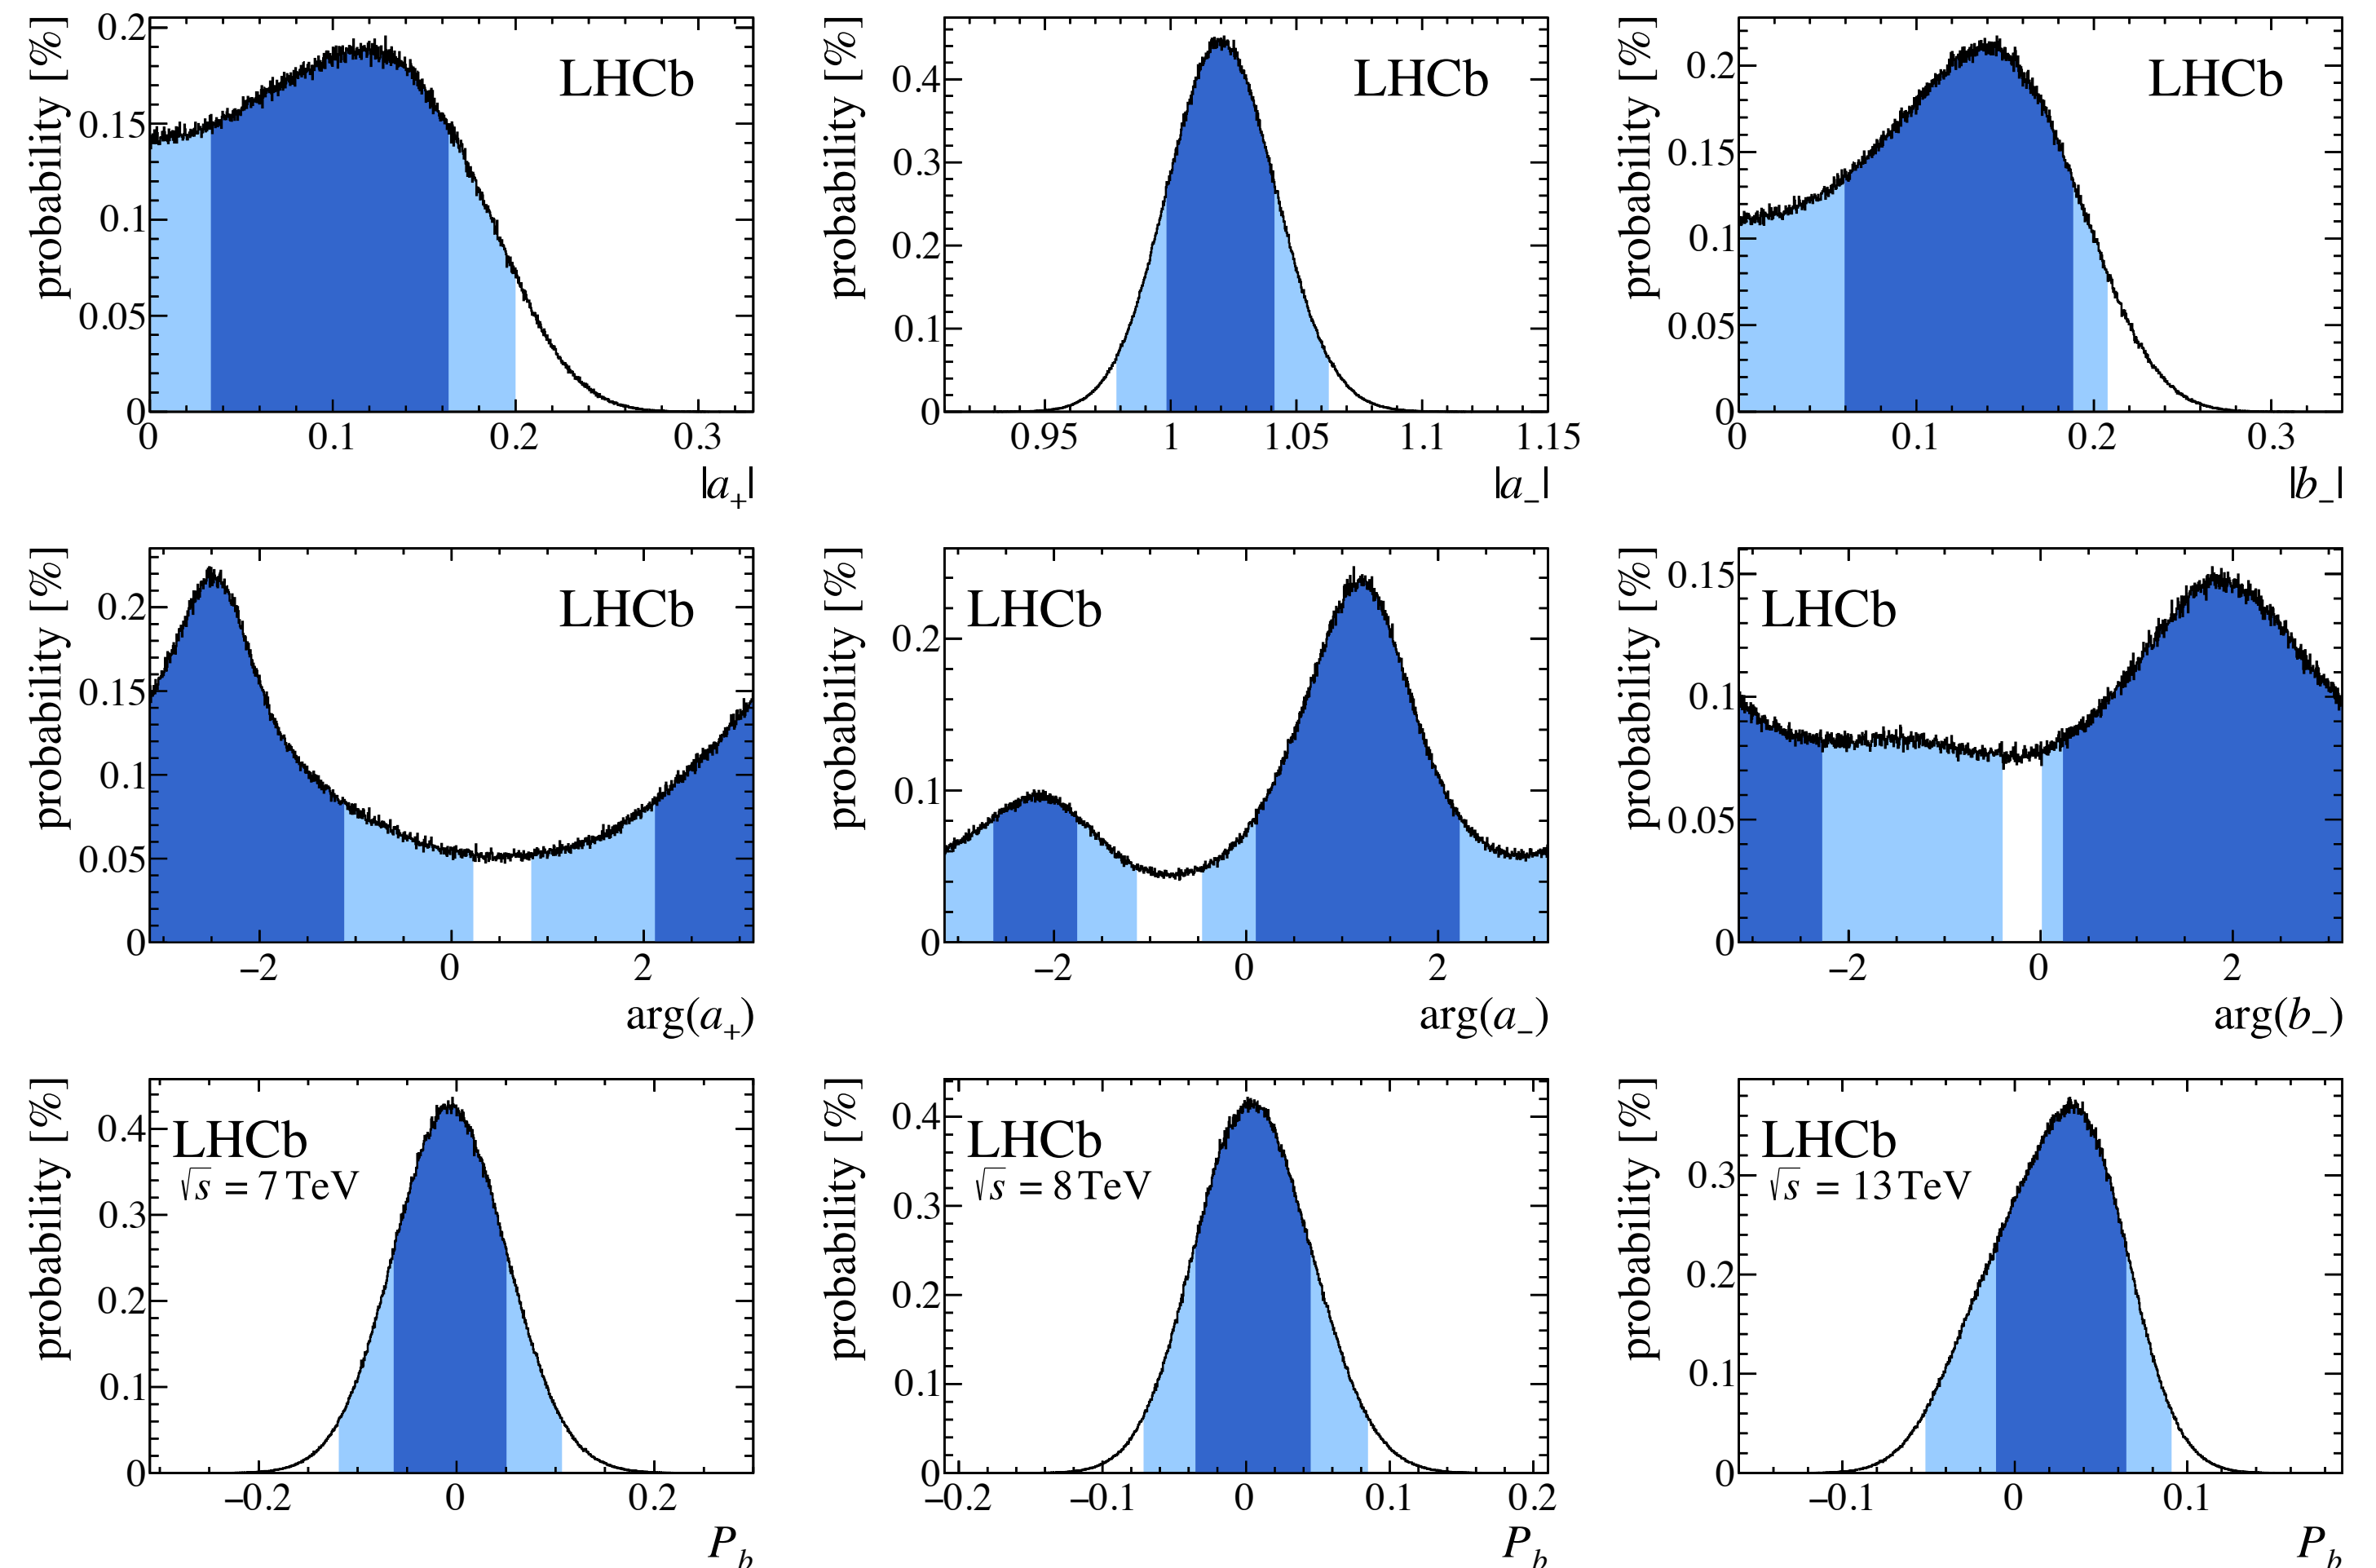 probability [%]
LHCb
0.2
0.15
0.1
0.05
0
0 0.1 0.2 0.3
|a₊|
probability [%]
LHCb
0.4
0.3
0.2
0.1
0
0.95 1 1.05 1.1 1.15
|a₋|
probability [%]
LHCb
0.2
0.15
0.1
0.05
0
0 0.1 0.2 0.3
|b₋|
probability [%]
LHCb
0.2
0.15
0.1
0.05
0
−2 0 2
arg(a₊)
probability [%]
LHCb
0.2
0.1
0
−2 0 2
arg(a₋)
probability [%]
LHCb
0.15
0.1
0.05
0
−2 0 2
arg(b₋)
probability [%]
LHCb
√s = 7 TeV
0.4
0.3
0.2
0.1
0
−0.2 0 0.2
P_b
probability [%]
LHCb
√s = 8 TeV
0.4
0.3
0.2
0.1
0
−0.2 −0.1 0 0.1 0.2
P_b
probability [%]
LHCb
√s = 13 TeV
0.3
0.2
0.1
0
−0.1 0 0.1
P_b